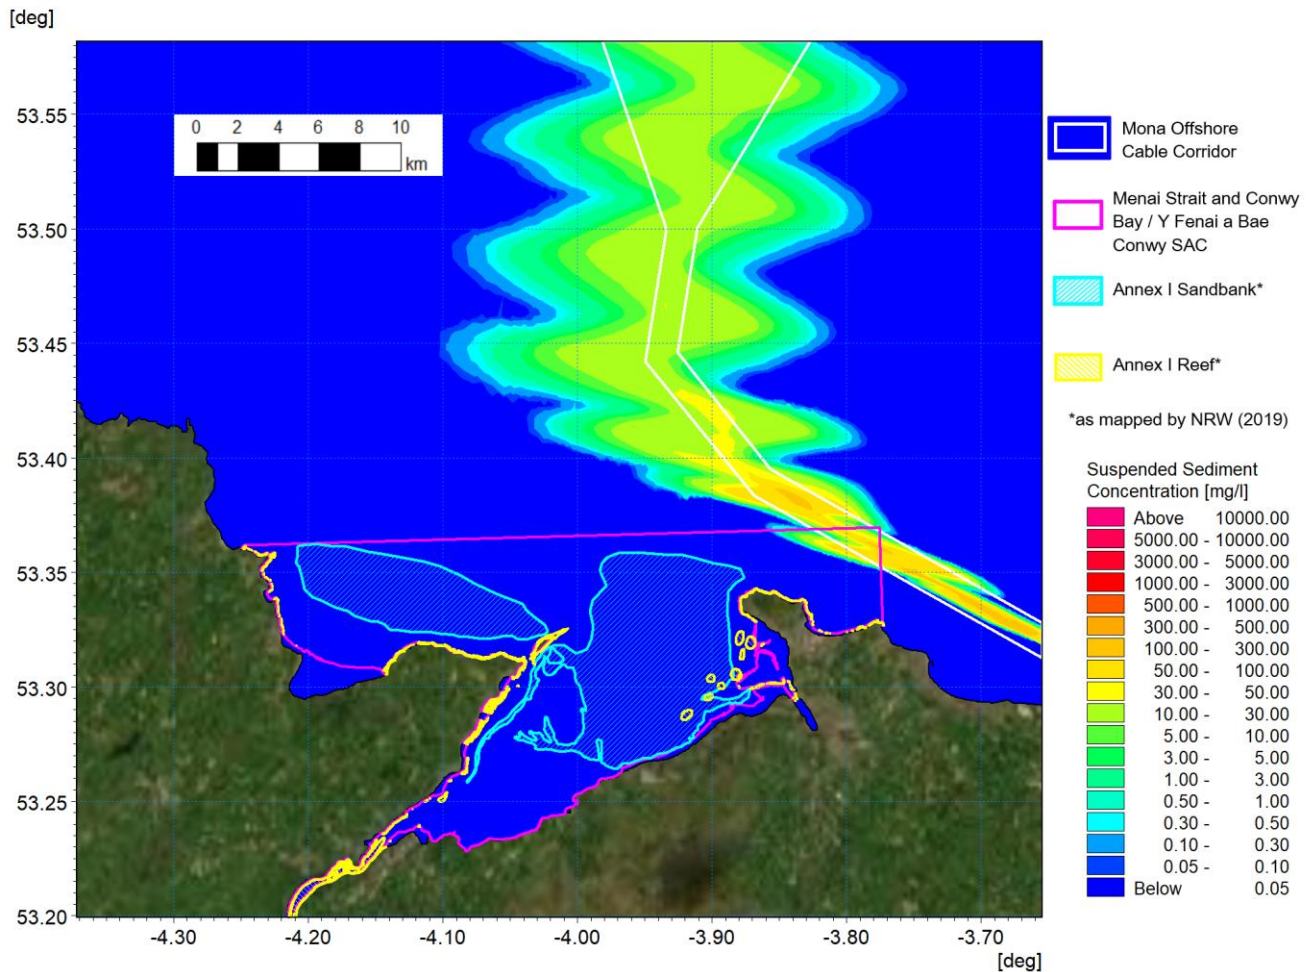 [deg]
53.55
53.50
53.45
53.40
53.35
53.30
53.25
53.20
0 2 4 6 8 10
km
-4.30 -4.20 -4.10 -4.00 -3.90 -3.80 -3.70
[deg]
Mona Offshore
Cable Corridor
Menai Strait and Conwy
Bay / Y Fenai a Bae
Conwy SAC
Annex I Sandbank*
Annex I Reef*
*as mapped by NRW (2019)
Suspended Sediment
Concentration [mg/l]
Above 10000.00
5000.00 - 10000.00
3000.00 - 5000.00
1000.00 - 3000.00
500.00 - 1000.00
300.00 - 500.00
100.00 - 300.00
50.00 - 100.00
30.00 - 50.00
10.00 - 30.00
5.00 - 10.00
3.00 - 5.00
1.00 - 3.00
0.50 - 1.00
0.30 - 0.50
0.10 - 0.30
0.05 - 0.10
Below 0.05